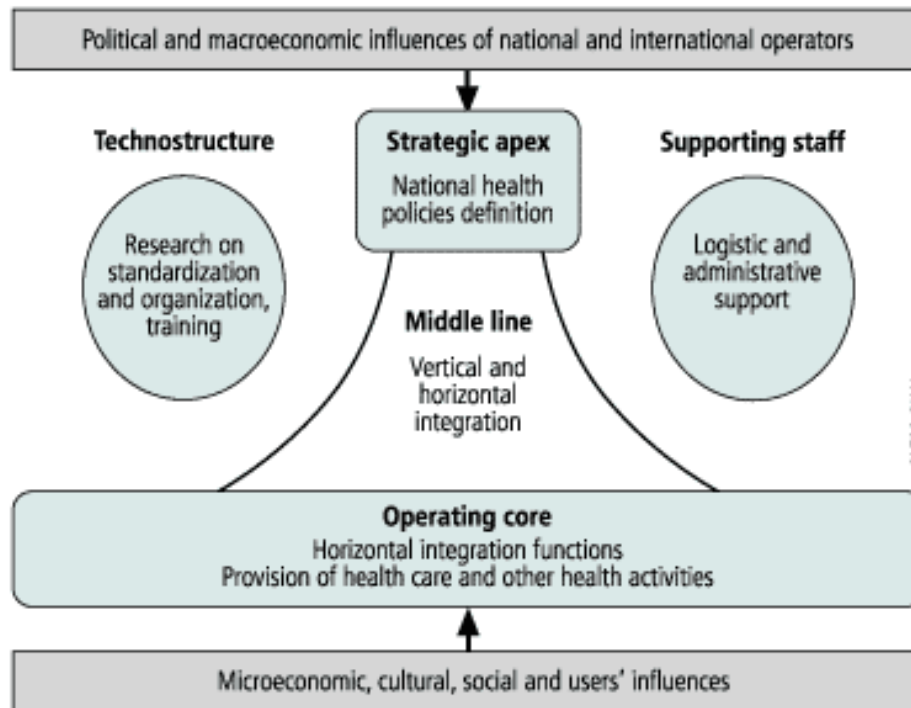 Political and macroeconomic influences of national and international operators
Technostructure
Research on
standardization
and organization,
training
Strategic apex
National health
policies definition
Supporting staff
Logistic and
administrative
support
Middle line
Vertical and
horizontal
integration
Operating core
Horizontal integration functions
Provision of health care and other health activities
Microeconomic, cultural, social and users' influences